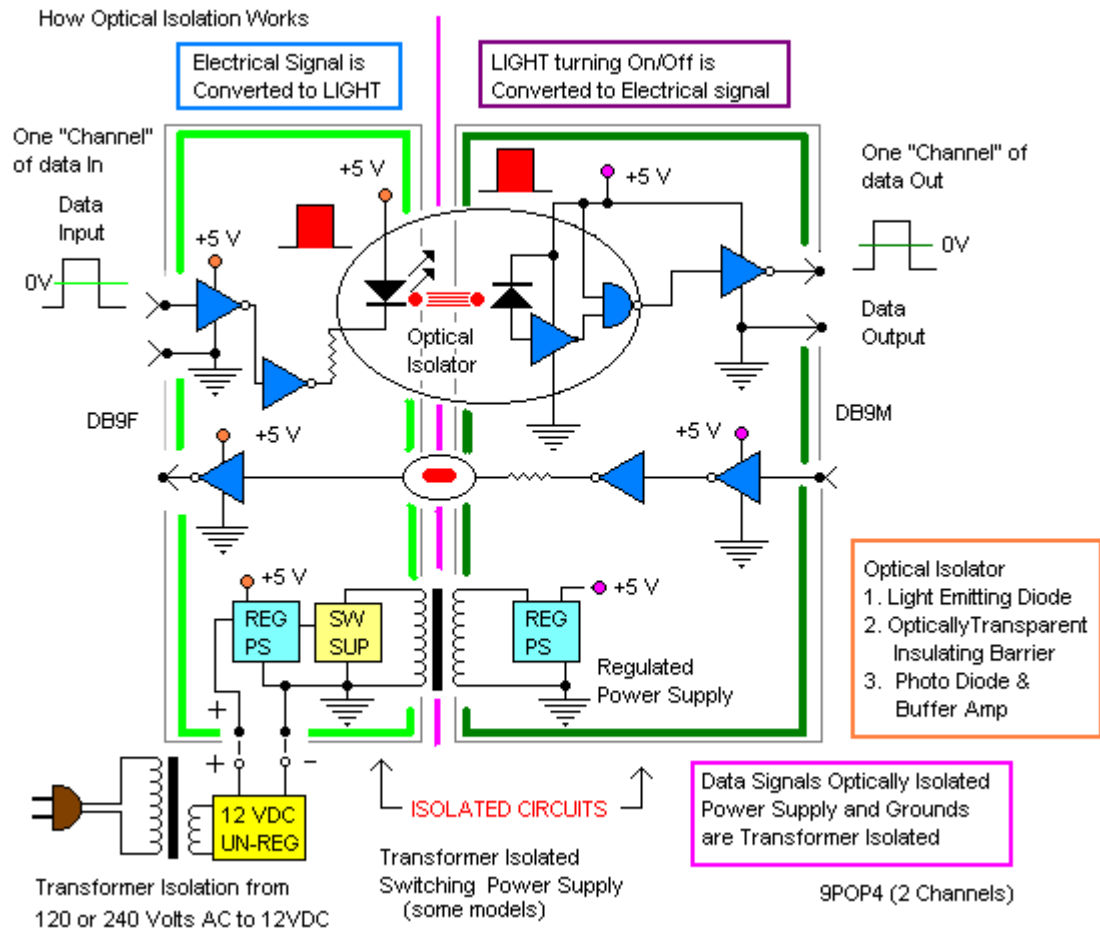 How Optical Isolation Works
Electrical Signal is
Converted to LIGHT
LIGHT turning On/Off is
Converted to Electrical signal
One "Channel"
of data In
Data
Input
0V
+5 V
+5 V
+5 V
One "Channel" of
data Out
0V
Data
Output
Optical
Isolator
DB9F
DB9M
+5 V
+5 V
+5 V
REG
PS
SW
SUP
REG
PS
+5 V
Regulated
Power Supply
Optical Isolator
1. Light Emitting Diode
2. OpticallyTransparent
Insulating Barrier
3. Photo Diode &
Buffer Amp
+
+
-
12 VDC
UN-REG
ISOLATED CIRCUITS
Data Signals Optically Isolated
Power Supply and Grounds
are Transformer Isolated
Transformer Isolation from
120 or 240 Volts AC to 12VDC
Transformer Isolated
Switching Power Supply
(some models)
9POP4 (2 Channels)